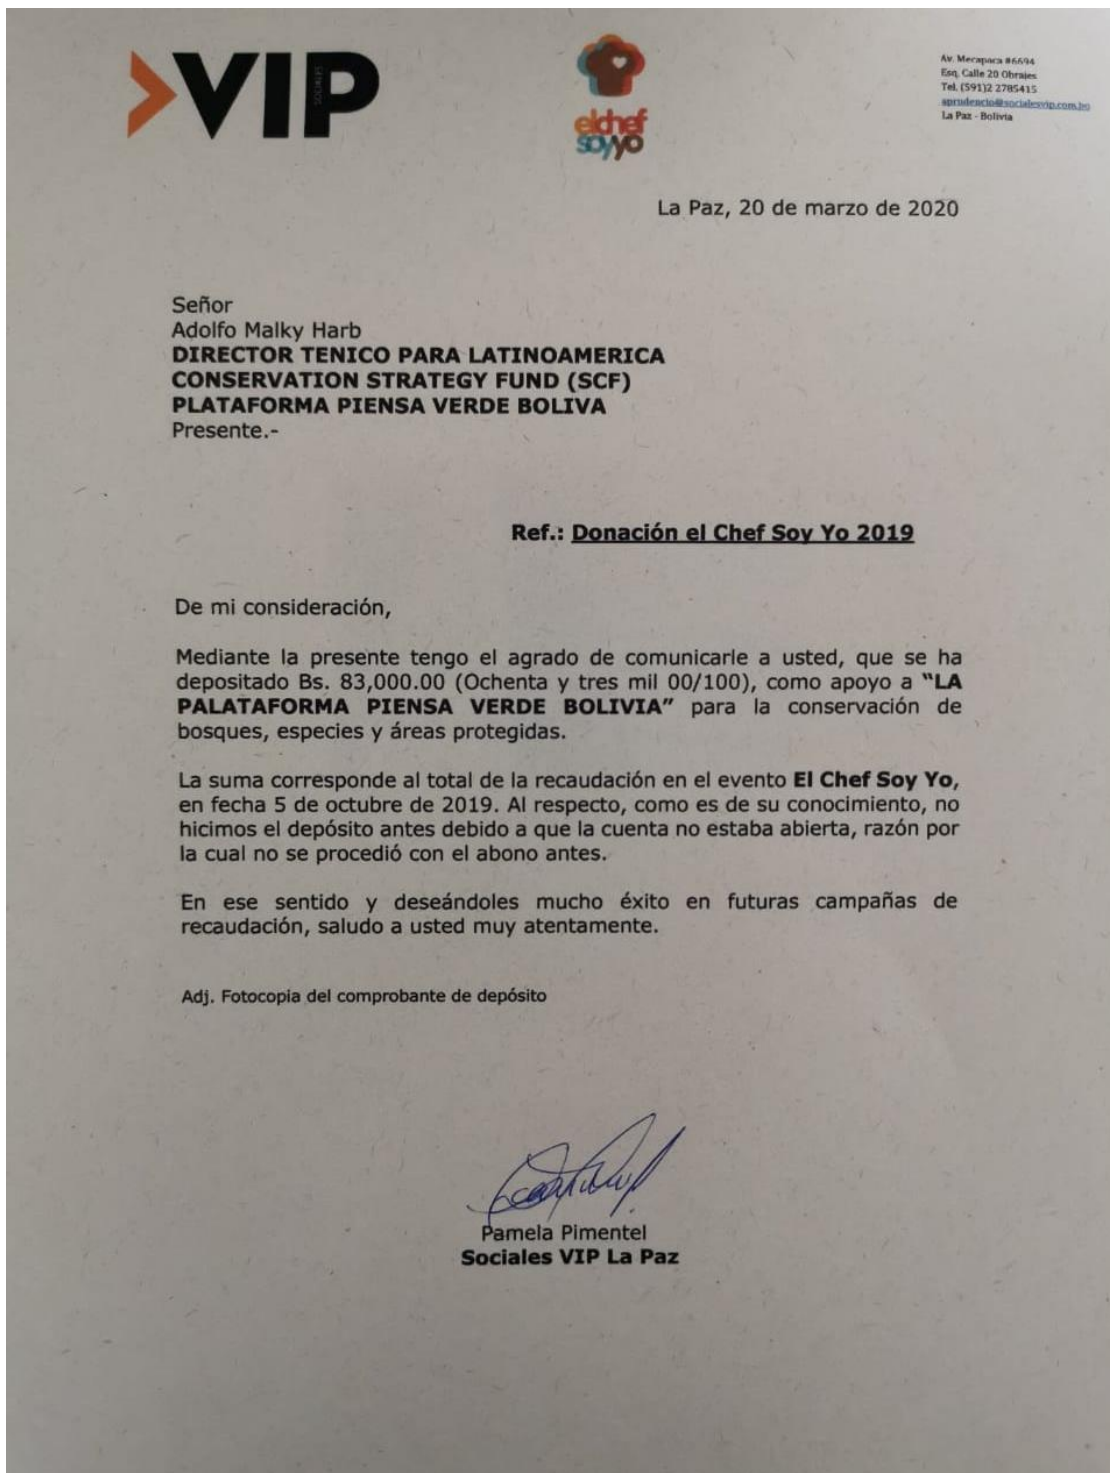 VIP
SOCIALES
el chef
soy yo
Av. Mecapaca #6694
Esq. Calle 20 Obrajes
Tel. (591)2 2785415
aprudencio@socialesvip.com.bo
La Paz - Bolivia
La Paz, 20 de marzo de 2020
Señor
Adolfo Malky Harb
DIRECTOR TENICO PARA LATINOAMERICA
CONSERVATION STRATEGY FUND (SCF)
PLATAFORMA PIENSA VERDE BOLIVA
Presente.-
Ref.: Donación el Chef Soy Yo 2019
De mi consideración,
Mediante la presente tengo el agrado de comunicarle a usted, que se ha
depositado Bs. 83,000.00 (Ochenta y tres mil 00/100), como apoyo a “LA
PALATAFORMA PIENSA VERDE BOLIVIA” para la conservación de
bosques, especies y áreas protegidas.
La suma corresponde al total de la recaudación en el evento El Chef Soy Yo,
en fecha 5 de octubre de 2019. Al respecto, como es de su conocimiento, no
hicimos el depósito antes debido a que la cuenta no estaba abierta, razón por
la cual no se procedió con el abono antes.
En ese sentido y deseándoles mucho éxito en futuras campañas de
recaudación, saludo a usted muy atentamente.
Adj. Fotocopia del comprobante de depósito
Pamela Pimentel
Sociales VIP La Paz